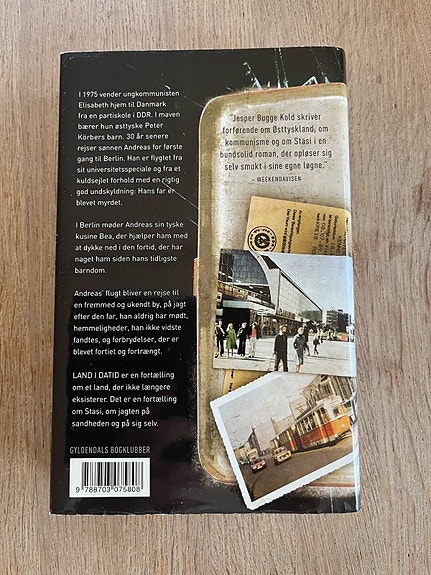 I 1975 vender ungkommunisten
Elisabeth hjem til Danmark
fra en partiskole i DDR. I maven
bærer hun østtyske Peter
Körbers barn. 30 år senere
rejser sønnen Andreas for første
gang til Berlin. Han er flygtet fra
sit universitetsspeciale og fra et
kuldsejlet forhold med en rigtig
god undskyldning: Hans far er
blevet myrdet.
I Berlin møder Andreas sin tyske
kusine Bea, der hjælper ham med
at dykke ned i den fortid, der har
naget ham siden hans tidligste
barndom.
Andreas' flugt bliver en rejse til
en fremmed og ukendt by, på jagt
efter den far, han aldrig har mødt,
hemmeligheder, han ikke vidste
fandtes, og forbrydelser, der er
blevet fortiet og fortrængt.
LAND I DATID er en fortælling
om et land, der ikke længere
eksisterer. Det er en fortælling
om Stasi, om jagten på
sandheden og på sig selv.
GYLDENDALS BOGKLUBBER
9 788703 075808
"Jesper Bugge Kold skriver
forførende om Østtyskland, om
kommunisme og om Stasi i en
bundsolid roman, der opløser sig
selv smukt i sine egne løgne."
– WEEKENDAVISEN